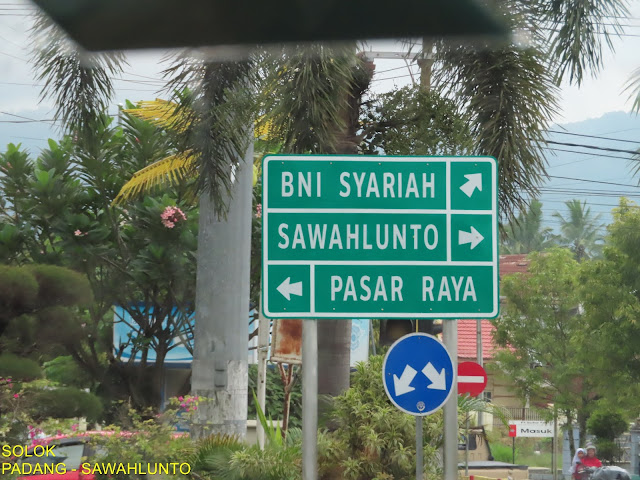 BNI SYARIAH
SAWAHLUNTO
PASAR RAYA
Masuk
SOLOK
PADANG - SAWAHLUNTO